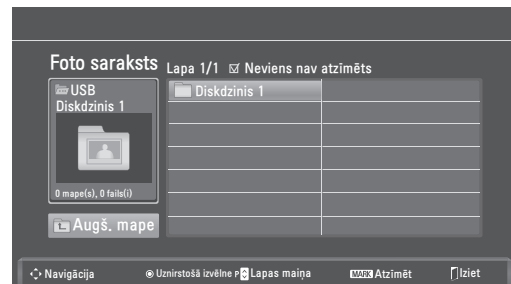 Foto saraksts Lapa 1/1 ☑ Neviens nav atzīmēts
USB
Diskdzinis 1
Diskdzinis 1
0 mape(s), 0 fails(i)
Augš. mape
Navigācija Uznirstošā izvēlne P Lapas maiņa MARK Atzīmēt Iziet